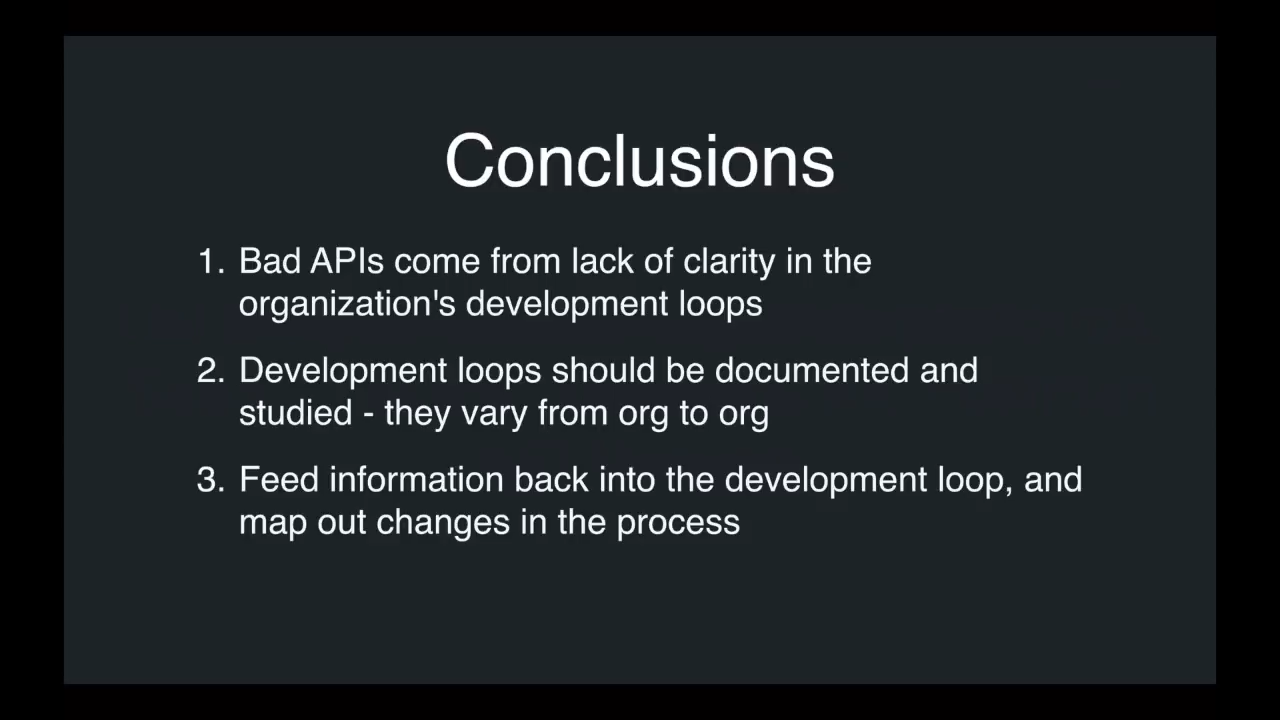 Conclusions
1. Bad APIs come from lack of clarity in the
organization's development loops
2. Development loops should be documented and
studied - they vary from org to org
3. Feed information back into the development loop, and
map out changes in the process